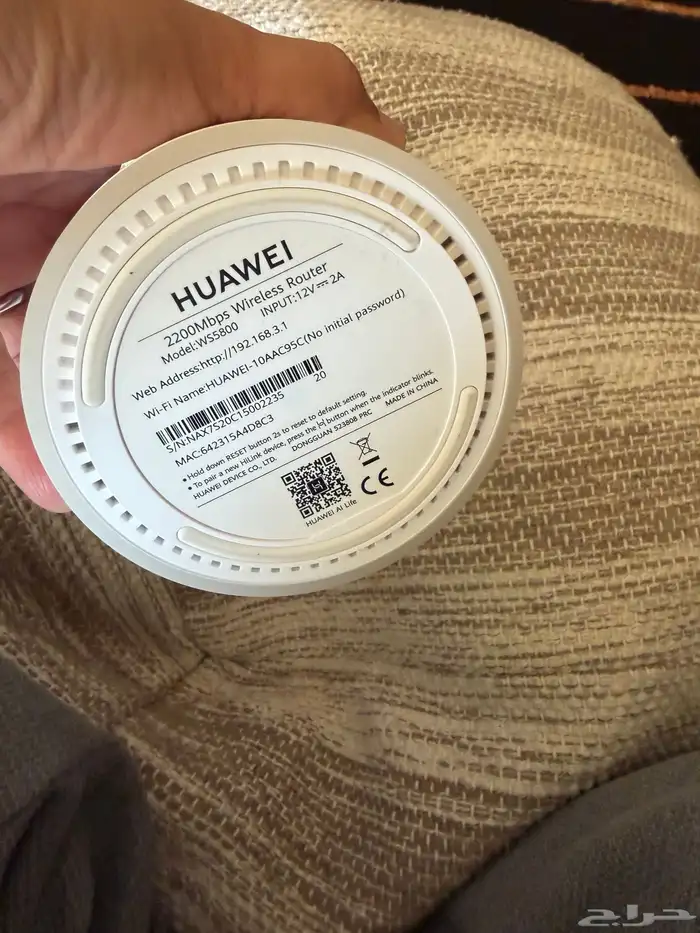 HUAWEI
2200Mbps Wireless Router
Model:WS5800 INPUT:12V⎓2A
Web Address:http://192.168.3.1
Wi-Fi Name:HUAWEI-10AAC95C(No initial password)
20
S/N:NAX7S20C15002235
MAC:642315A4D8C3
• Hold down RESET button 2s to reset to default setting.
• To pair a new HiLink device, press the button when the indicator blinks.
HUAWEI DEVICE CO., LTD. DONGGUAN 523808 PRC MADE IN CHINA
CE
HUAWEI AI Life
حراج